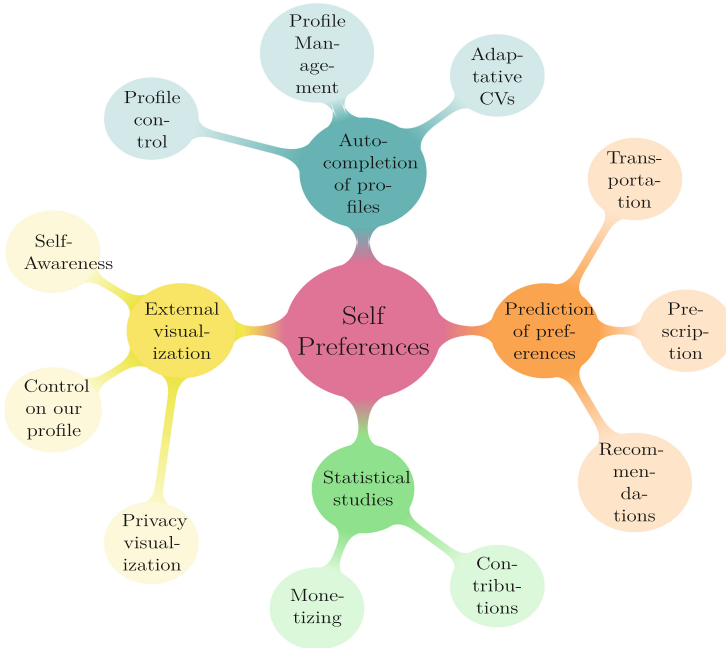 Profile
Man-
age-
ment
Adap-
tative
CVs
Profile
con-
trol
Auto-
completion
of pro-
files
Trans-
porta-
tion
Self-
Awareness
External
visual-
ization
Self
Preferences
Prediction
of pref-
erences
Pre-
scrip-
tion
Control
on our
profile
Statistical
studies
Recom-
men-
da-
tions
Privacy
visual-
ization
Mone-
tizing
Con-
tribu-
tions